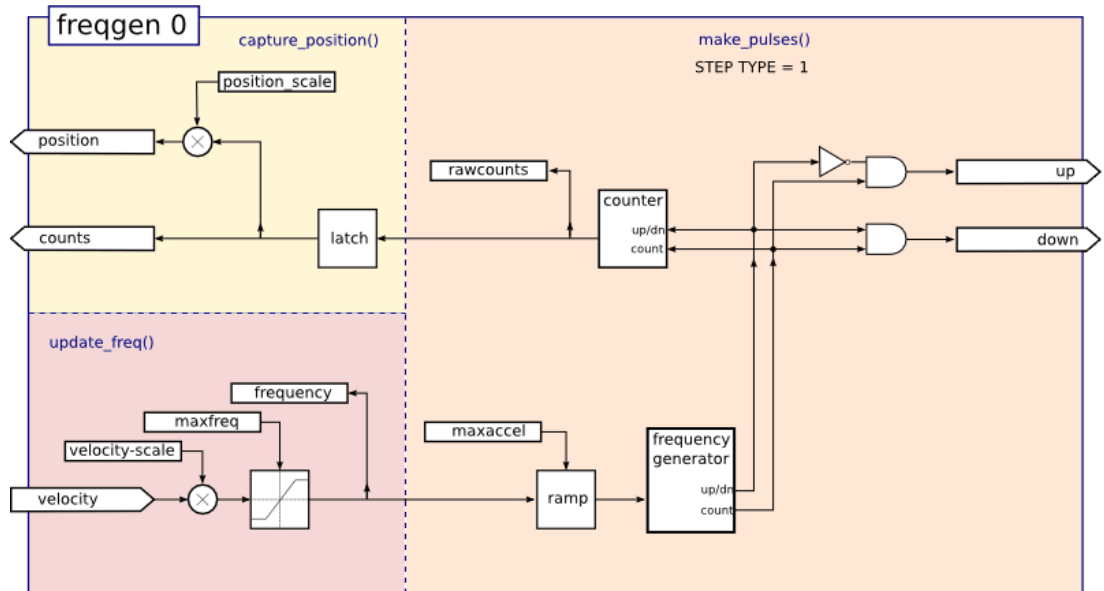 freqgen 0
capture_position()
make_pulses()
STEP TYPE = 1
position_scale
position
rawcounts
up
counter
up/dn
count
counts
latch
down
update_freq()
frequency
maxfreq
maxaccel
velocity-scale
frequency
generator
velocity
ramp
up/dn
count